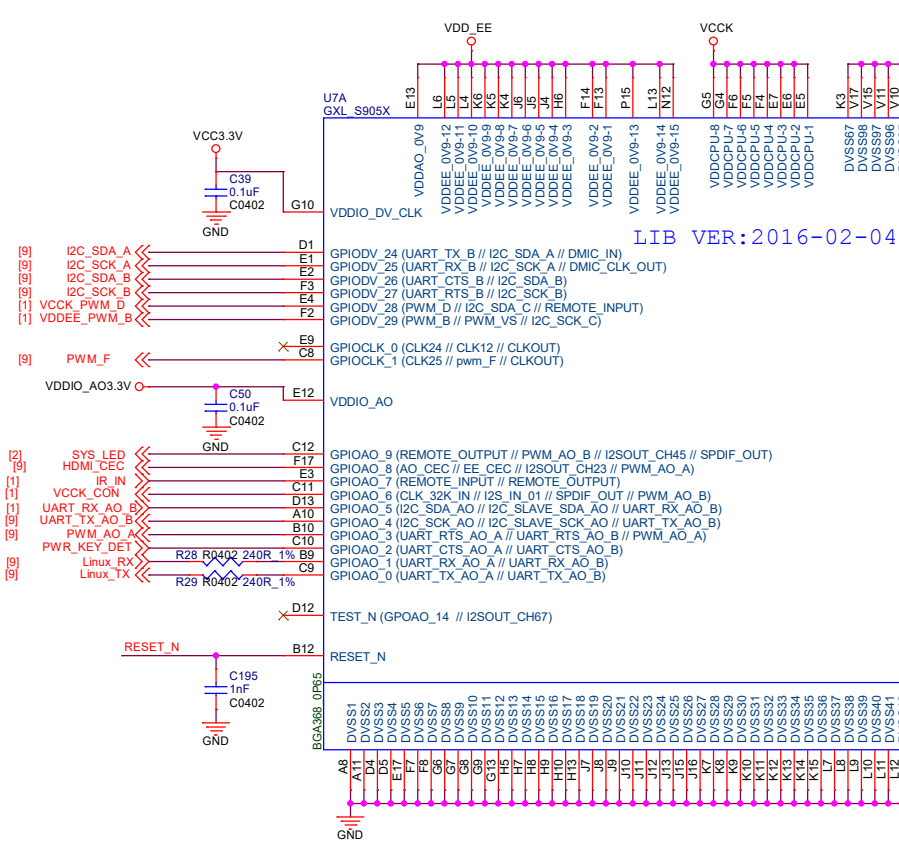 VDD_EE
VCCK
E13
L6
L5
L4
K6
K5
K4
J6
J5
J4
H6
F14
F13
P15
L13
N12
G5
G4
F6
F5
F4
E7
E6
E5
K3
V17
V15
V11
V10
U7A
GXL_S905X
VDDAO_0V9
VDDEE_0V9-12
VDDEE_0V9-11
VDDEE_0V9-10
VDDEE_0V9-9
VDDEE_0V9-8
VDDEE_0V9-7
VDDEE_0V9-6
VDDEE_0V9-5
VDDEE_0V9-4
VDDEE_0V9-3
VDDEE_0V9-2
VDDEE_0V9-1
VDDEE_0V9-13
VDDEE_0V9-14
VDDEE_0V9-15
VDDCPU-8
VDDCPU-7
VDDCPU-6
VDDCPU-5
VDDCPU-4
VDDCPU-3
VDDCPU-2
VDDCPU-1
DVSS67
DVSS98
DVSS97
DVSS96
VCC3.3V
C39
0.1uF
C0402
GND
G10 VDDIO_DV_CLK
LIB VER:2016-02-04
[9] I2C_SDA_A D1 GPIODV_24 (UART_TX_B // I2C_SDA_A // DMIC_IN)
[9] I2C_SCK_A E1 GPIODV_25 (UART_RX_B // I2C_SCK_A // DMIC_CLK_OUT)
[9] I2C_SDA_B E2 GPIODV_26 (UART_CTS_B // I2C_SDA_B)
[9] I2C_SCK_B F3 GPIODV_27 (UART_RTS_B // I2C_SCK_B)
[1] VCCK_PWM_D E4 GPIODV_28 (PWM_D // I2C_SDA_C // REMOTE_INPUT)
[1] VDDEE_PWM_B F2 GPIODV_29 (PWM_B // PWM_VS // I2C_SCK_C)
E9 GPIOCLK_0 (CLK24 // CLK12 // CLKOUT)
[9] PWM_F C8 GPIOCLK_1 (CLK25 // pwm_F // CLKOUT)
VDDIO_AO3.3V
C50
0.1uF
C0402
GND
E12 VDDIO_AO
[2] SYS_LED C12 GPIOAO_9 (REMOTE_OUTPUT // PWM_AO_B // I2SOUT_CH45 // SPDIF_OUT)
[9] HDMI_CEC F17 GPIOAO_8 (AO_CEC // EE_CEC // I2SOUT_CH23 // PWM_AO_A)
[1] IR_IN E3 GPIOAO_7 (REMOTE_INPUT // REMOTE_OUTPUT)
[1] VCCK_CON C11 GPIOAO_6 (CLK_32K_IN // I2S_IN_01 // SPDIF_OUT // PWM_AO_B)
[1] UART_RX_AO_B D13 GPIOAO_5 (I2C_SDA_AO // I2C_SLAVE_SDA_AO // UART_RX_AO_B)
[9] UART_TX_AO_B A10 GPIOAO_4 (I2C_SCK_AO // I2C_SLAVE_SCK_AO // UART_TX_AO_B)
[9] PWM_AO_A B10 GPIOAO_3 (UART_RTS_AO_A // UART_RTS_AO_B // PWM_AO_A)
PWR_KEY_DET C10 GPIOAO_2 (UART_CTS_AO_A // UART_CTS_AO_B)
[9] Linux_RX R28 R0402 240R_1% B9 GPIOAO_1 (UART_RX_AO_A // UART_RX_AO_B)
[9] Linux_TX R29 R0402 240R_1% C9 GPIOAO_0 (UART_TX_AO_A // UART_TX_AO_B)
D12 TEST_N (GPOAO_14 // I2SOUT_CH67)
RESET_N B12 RESET_N
C195
1nF
C0402
GND
BGA368_0P65
DVSS1
DVSS2
DVSS3
DVSS4
DVSS5
DVSS6
DVSS7
DVSS8
DVSS9
DVSS10
DVSS11
DVSS12
DVSS13
DVSS14
DVSS15
DVSS16
DVSS17
DVSS18
DVSS19
DVSS20
DVSS21
DVSS22
DVSS23
DVSS24
DVSS25
DVSS26
DVSS27
DVSS28
DVSS29
DVSS30
DVSS31
DVSS32
DVSS33
DVSS34
DVSS35
DVSS36
DVSS37
DVSS38
DVSS39
DVSS40
DVSS41
A8
A11
D4
D5
E17
F7
F8
G6
G7
G8
G9
G13
H5
H7
H8
H9
H10
H13
J7
J8
J9
J10
J11
J12
J13
J15
J16
K7
K8
K9
K10
K11
K12
K13
K14
K15
L7
L8
L9
L10
L11
L12
GND